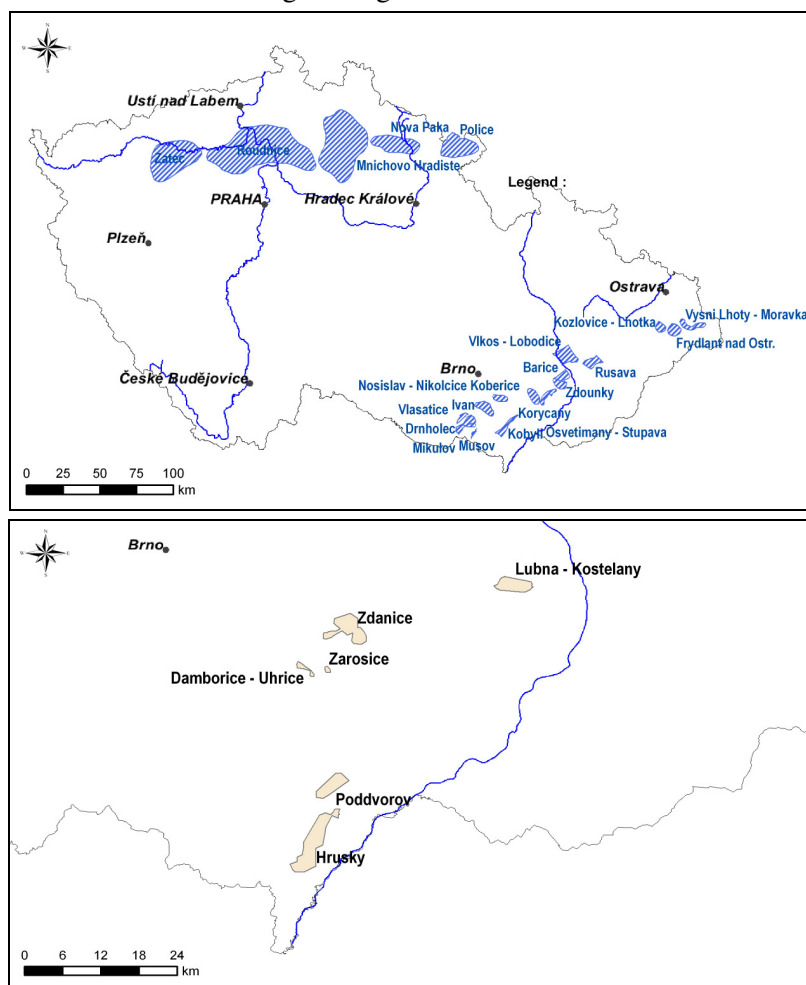 N
W
E
S
Ustí nad Labem
Nova Paka
Police
Zatec
Roudnice
Mnichovo Hradiste
Legend :
PRAHA
Hradec Králové
Plzeň
Ostrava
Kozlovice - Lhotka
Vysni Lhoty - Moravka
Vlkos - Lobodice
Frydlant nad Ostr.
Brno
Barice
Rusava
České Budějovice
Nosislav - Nikolcice Koberice
Zdounky
Vlasatice
Ivan
Korycany
Drnholec
Kobyli
Osvetimany - Stupava
Mikulov
Musov
0 25 50 75 100
km
N
W
E
S
Brno
Lubna - Kostelany
Zdanice
Zarosice
Damborice - Uhrice
Poddvorov
Hrusky
0 6 12 18 24
km